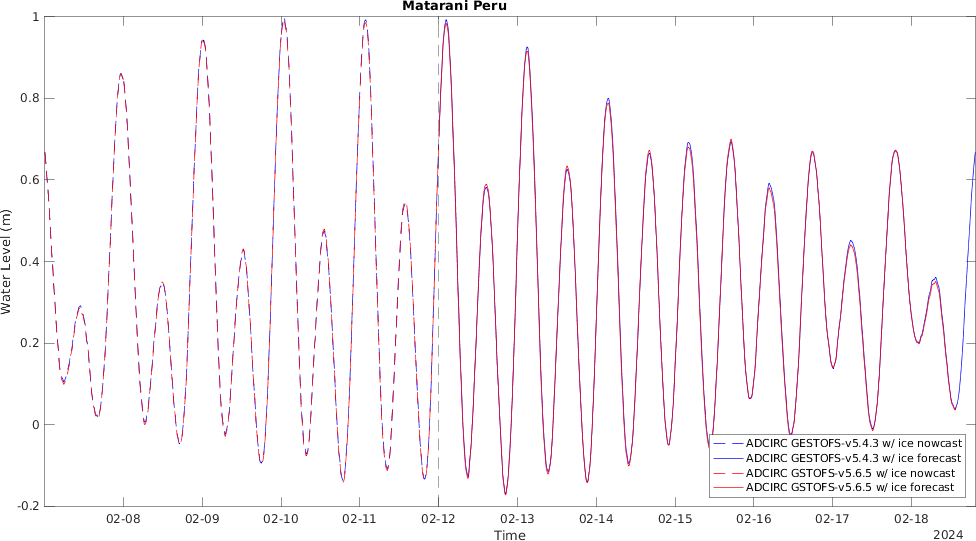 Matarani Peru
1
0.8
0.6
0.4
0.2
0
-0.2
Water Level (m)
02-08 02-09 02-10 02-11 02-12 02-13 02-14 02-15 02-16 02-17 02-18
Time
2024
ADCIRC GESTOFS-v5.4.3 w/ ice nowcast
ADCIRC GESTOFS-v5.4.3 w/ ice forecast
ADCIRC GSTOFS-v5.6.5 w/ ice nowcast
ADCIRC GSTOFS-v5.6.5 w/ ice forecast